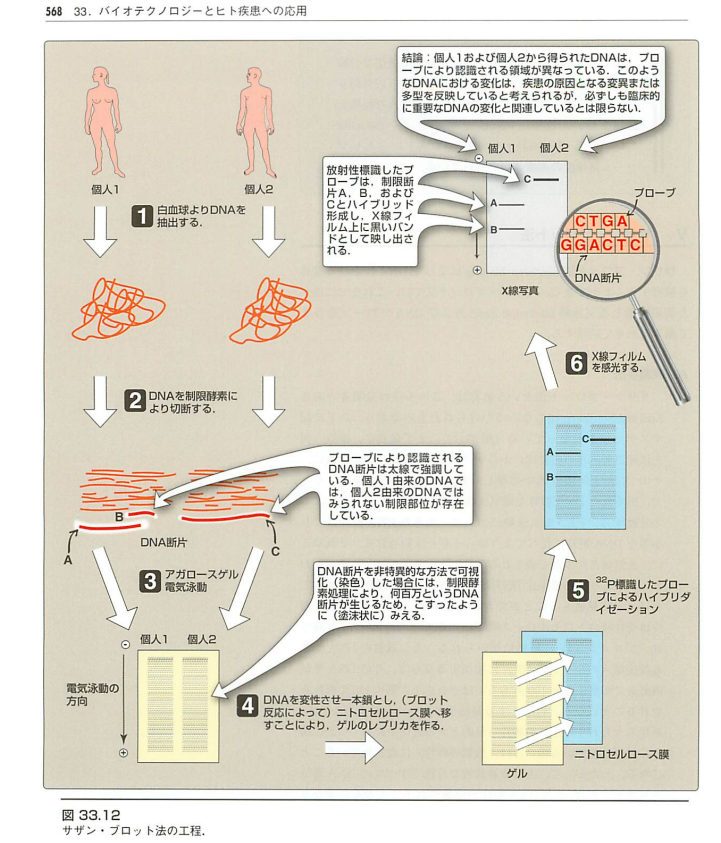 568 33. バイオテクノロジーとヒト疾患への応用
結論：個人1および個人2から得られたDNAは，プロ
ーブにより認識される領域が異なっている．このよう
なDNAにおける変化は，疾患の原因となる変異または
多型を反映していると考えられるが，必ずしも臨床的
に重要なDNAの変化と関連しているとは限らない．
個人1
個人2
1 白血球よりDNAを
抽出する．
放射性標識したプ
ローブは，制限断
片A，B，および
Cとハイブリッド
形成し，X線フィ
ルム上に黒いバン
ドとして映し出さ
れる．
個人1 個人2
⊖
C
A
B
⊕
X線写真
プローブ
CTGA
GGACTC
DNA断片
2 DNAを制限酵素に
より切断する．
6 X線フィルム
を感光する．
プローブにより認識される
DNA断片は太線で強調して
いる．個人1由来のDNAで
は，個人2由来のDNAでは
みられない制限部位が存在
している．
B
A
DNA断片
C
C
A
B
3 アガロースゲル
電気泳動
DNA断片を非特異的な方法で可視
化（染色）した場合には，制限酵
素処理により，何百万というDNA
断片が生じるため，こすったよう
に（塗沫状に）みえる．
5 32P標識したプロー
ブによるハイブリダ
イゼーション
⊖ 個人1 個人2
電気泳動の
方向
⊕
4 DNAを変性させ一本鎖とし，（ブロット
反応によって）ニトロセルロース膜へ移
すことにより，ゲルのレプリカを作る．
ゲル
ニトロセルロース膜
図 33.12
サザン・ブロット法の工程．